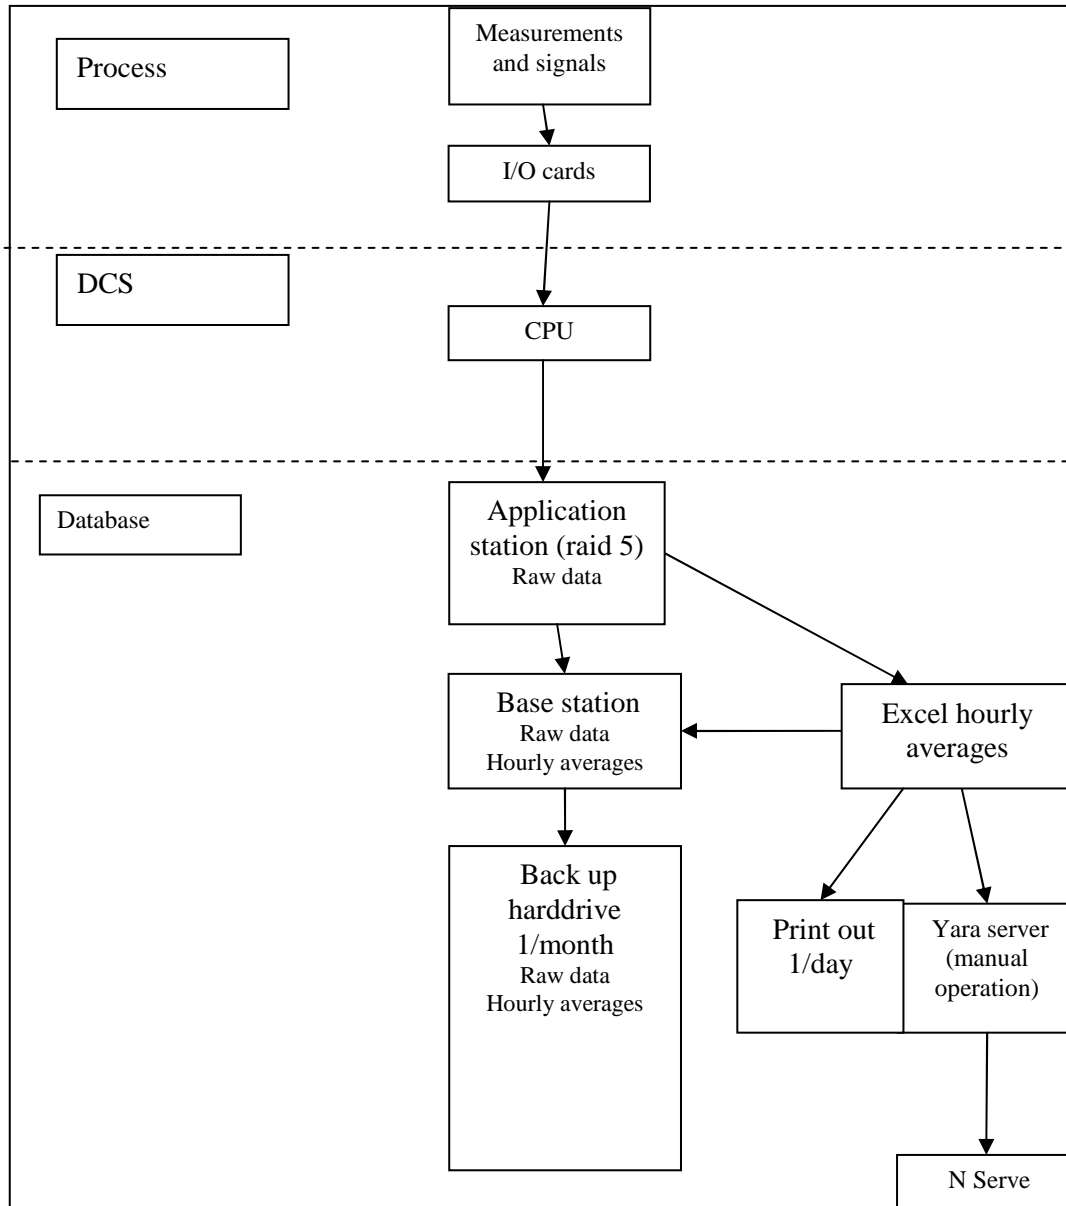 Measurements
and signals
Process
I/O cards
DCS
CPU
Database
Application
station (raid 5)
Raw data
Base station
Raw data
Hourly averages
Excel hourly
averages
Back up
harddrive
1/month
Raw data
Hourly averages
Print out
1/day
Yara server
(manual
operation)
N Serve